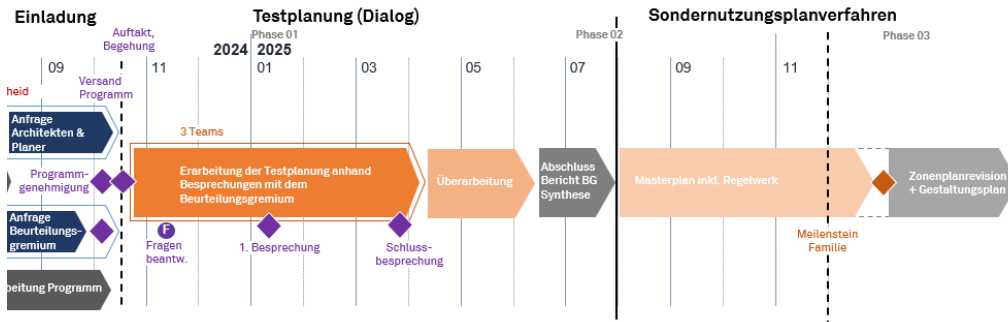 Einladung
Testplanung (Dialog)
Sondernutzungsplanverfahren
Auftakt,
Begehung
Phase 01
Phase 02
Phase 03
2024
2025
09
11
01
03
05
07
09
11
Versand
Programm
heid
Anfrage
Architekten &
Planer
3 Teams
Erarbeitung der Testplanung anhand
Besprechungen mit dem
Beurteilungsgremium
Überarbeitung
Abschluss
Bericht BG
Synthese
Masterplan inkl. Regelwerk
Zonenplanrevision
+ Gestaltungsplan
Programm-
genehmigung
Anfrage
Beurteilungs-
gremium
F
Fragen
beantw.
1. Besprechung
Schluss-
besprechung
Meilenstein
Familie
beitung Programm